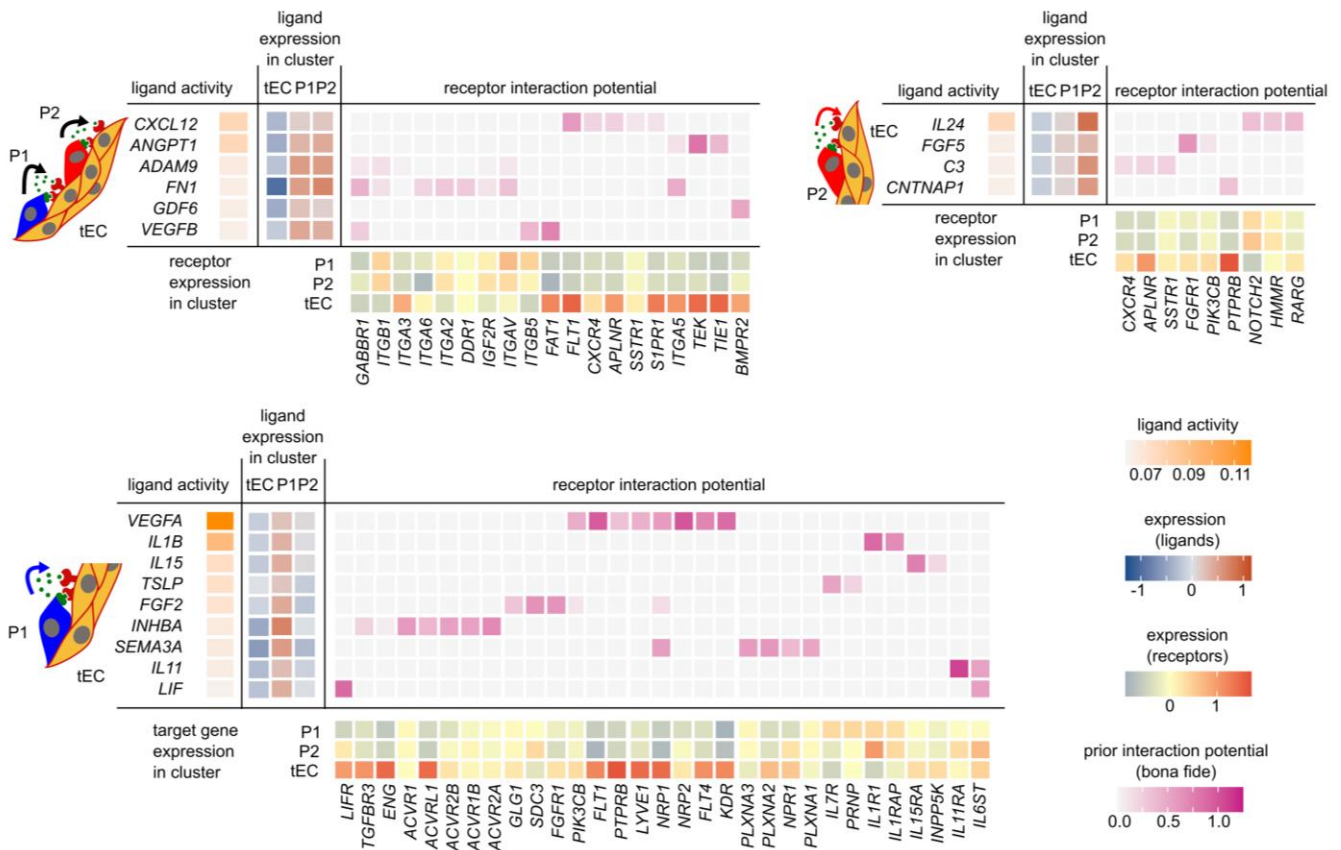 ligand
expression
in cluster
ligand activity
tEC P1 P2
receptor interaction potential
P2
P1
tEC
CXCL12
ANGPT1
ADAM9
FN1
GDF6
VEGFB
receptor
expression
in cluster
P1
P2
tEC
GABBR1
ITGB1
ITGA3
ITGA6
ITGA2
DDR1
IGF2R
ITGAV
ITGB5
FAT1
FLT1
CXCR4
APLNR
SSTR1
S1PR1
ITGA5
TEK
TIE1
BMPR2
ligand
expression
in cluster
ligand activity
tEC P1 P2
receptor interaction potential
tEC
P2
IL24
FGF5
C3
CNTNAP1
receptor
expression
in cluster
P1
P2
tEC
CXCR4
APLNR
SSTR1
FGFR1
PIK3CB
PTPRB
NOTCH2
HMMR
RARG
ligand
expression
in cluster
ligand activity
tEC P1 P2
receptor interaction potential
P1
tEC
VEGFA
IL1B
IL15
TSLP
FGF2
INHBA
SEMA3A
IL11
LIF
target gene
expression
in cluster
P1
P2
tEC
LIFR
TGFBR3
ENG
ACVR1
ACVRL1
ACVR2B
ACVR1B
ACVR2A
GLG1
SDC3
FGFR1
PIK3CB
FLT1
PTPRB
LYVE1
NRP1
NRP2
FLT4
KDR
PLXNA3
PLXNA2
NPR1
PLXNA1
IL7R
PRNP
IL1R1
IL1RAP
IL15RA
INPP5K
IL11RA
IL6ST
ligand activity
0.07 0.09 0.11
expression
(ligands)
-1 0 1
expression
(receptors)
0 1
prior interaction potential
(bona fide)
0.0 0.5 1.0